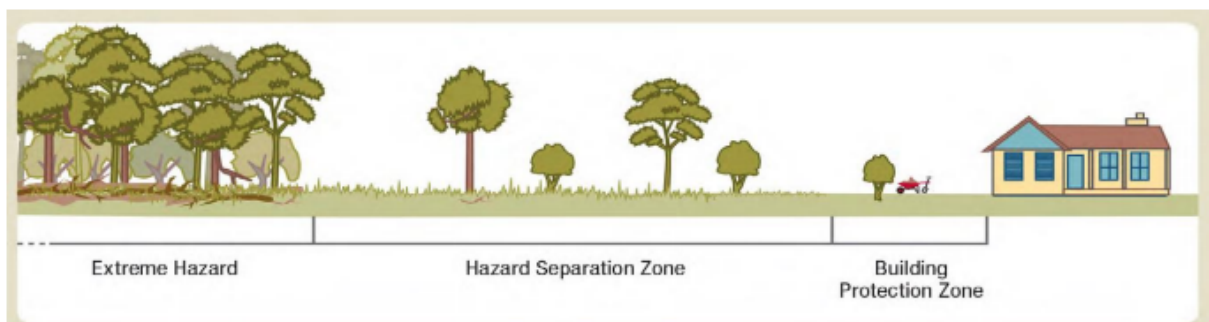 Extreme Hazard
Hazard Separation Zone
Building
Protection Zone